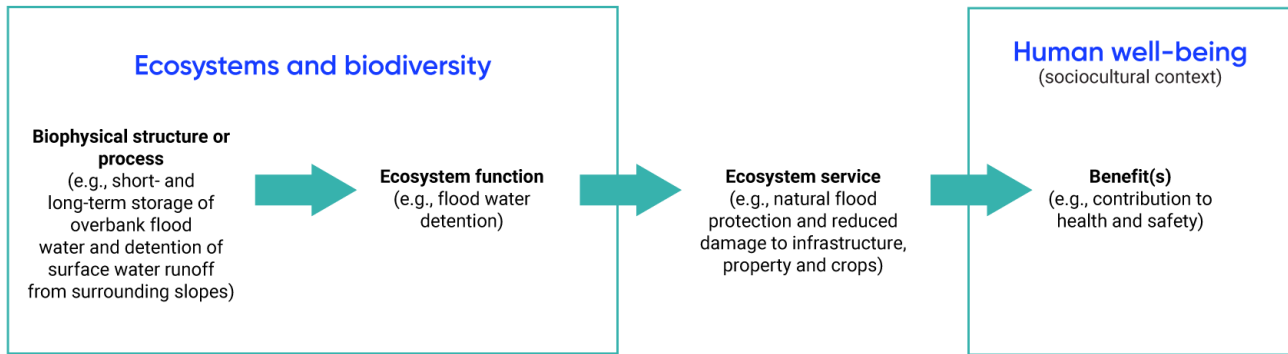 Ecosystems and biodiversity
Biophysical structure or
process
(e.g., short- and
long-term storage of
overbank flood
water and detention of
surface water runoff
from surrounding slopes)
Ecosystem function
(e.g., flood water
detention)
Ecosystem service
(e.g., natural flood
protection and reduced
damage to infrastructure,
property and crops)
Human well-being
(sociocultural context)
Benefit(s)
(e.g., contribution to
health and safety)